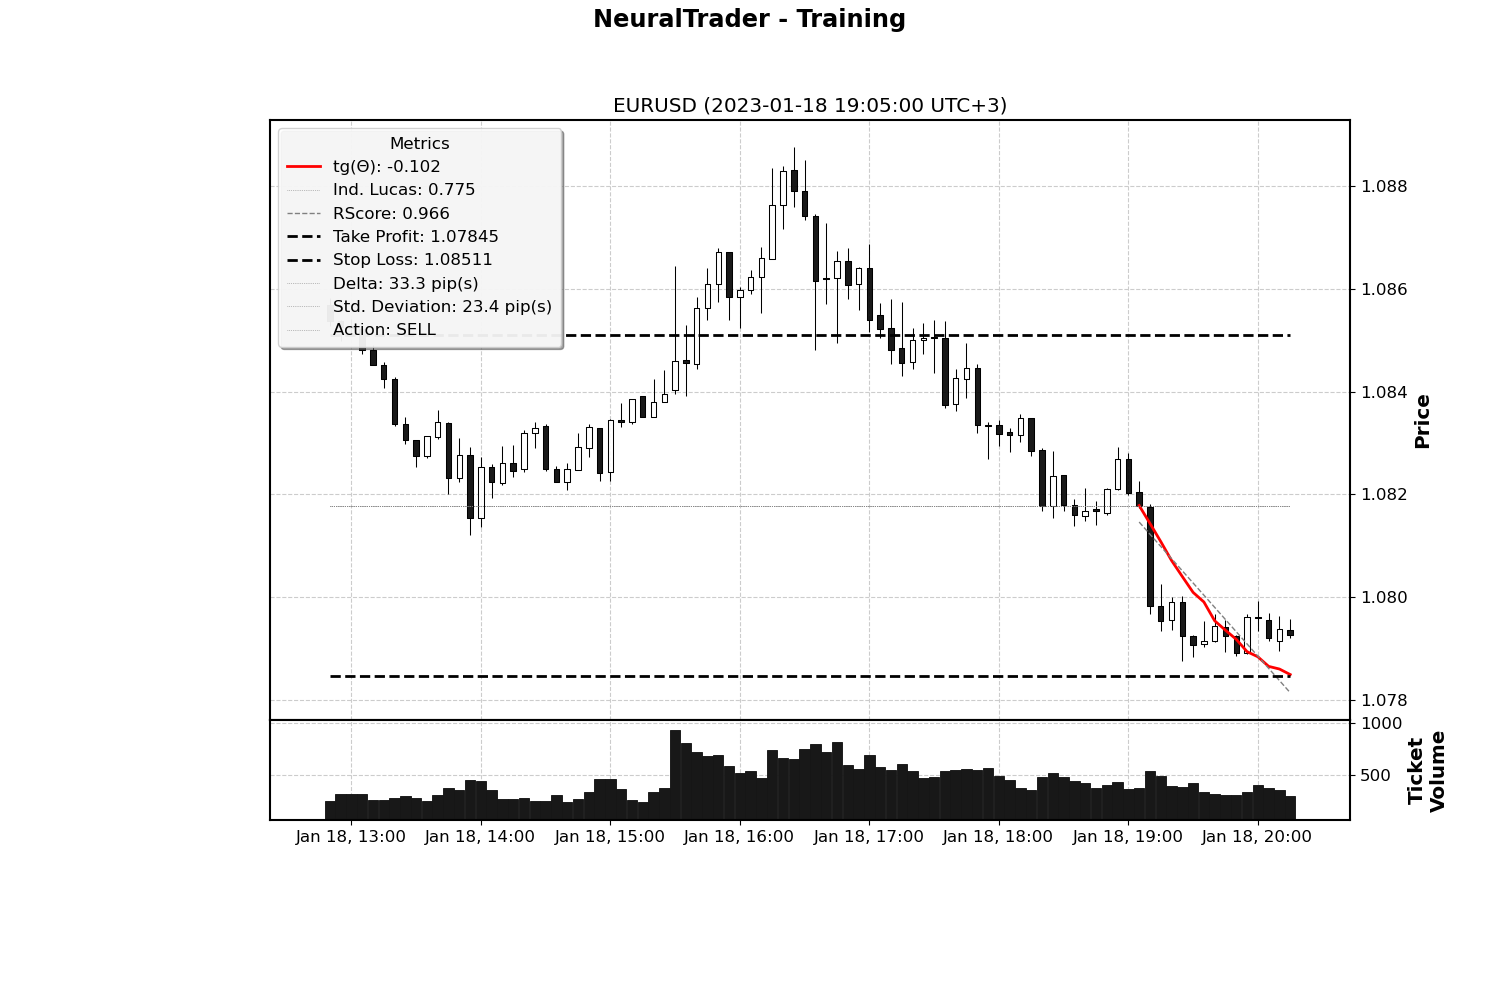 NeuralTrader - Training
EURUSD (2023-01-18 19:05:00 UTC+3)
Metrics
tg(Θ): -0.102
Ind. Lucas: 0.775
RScore: 0.966
Take Profit: 1.07845
Stop Loss: 1.08511
Delta: 33.3 pip(s)
Std. Deviation: 23.4 pip(s)
Action: SELL
1.088
1.086
1.084
1.082
1.080
1.078
Price
1000
500
Ticket
Volume
Jan 18, 13:00
Jan 18, 14:00
Jan 18, 15:00
Jan 18, 16:00
Jan 18, 17:00
Jan 18, 18:00
Jan 18, 19:00
Jan 18, 20:00